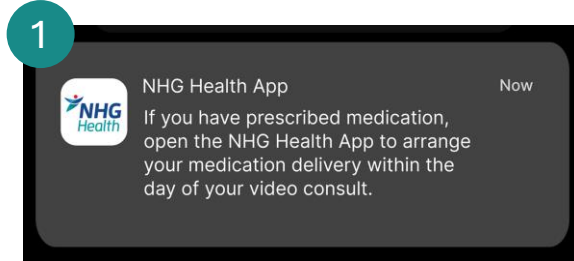 1
NHG Health App
Now
NHG
Health
If you have prescribed medication,
open the NHG Health App to arrange
your medication delivery within the
day of your video consult.